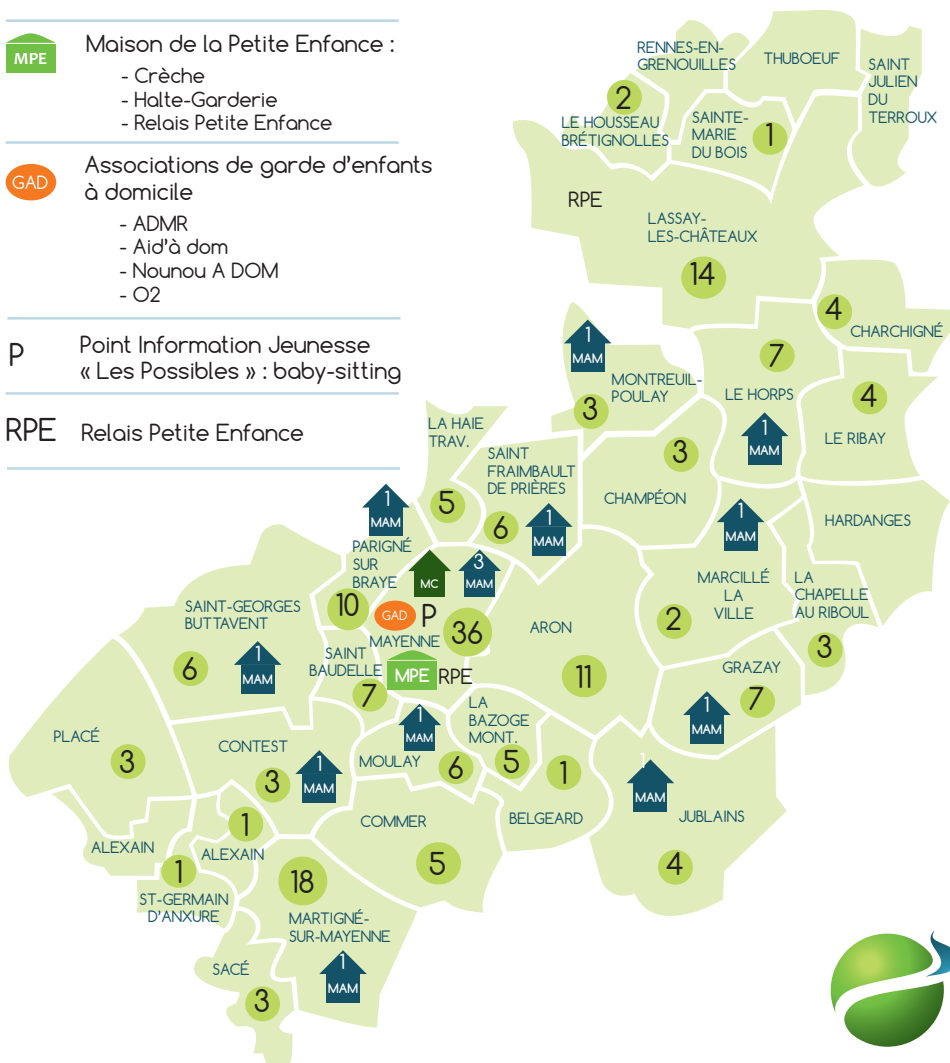 MPE
Maison de la Petite Enfance :
- Crèche
- Halte-Garderie
- Relais Petite Enfance
GAD
Associations de garde d'enfants
à domicile
- ADMR
- Aid'à dom
- Nounou A DOM
- O2
P
Point Information Jeunesse
« Les Possibles » : baby-sitting
RPE
Relais Petite Enfance
RENNES-EN-
GRENOUILLES
THUBOEUF
SAINT
JULIEN
DU
TERROUX
2
LE HOUSSEAU
BRÉTIGNOLLES
SAINTE-
MARIE
DU BOIS
1
RPE
LASSAY-
LES-CHÂTEAUX
14
4
CHARCHIGNÉ
1
MAM
MONTREUIL-
POULAY
3
7
LE HORPS
1
MAM
4
LE RIBAY
LA HAIE
TRAV.
5
SAINT
FRAIMBAULT
DE PRIÈRES
6
1
MAM
3
CHAMPÉON
HARDANGES
1
MAM
PARIGNÉ
SUR
BRAYE
10
MC
3
MAM
GAD
P
MAYENNE
36
MPE
RPE
ARON
11
1
MAM
MARCILLÉ
LA
VILLE
2
LA
CHAPELLE
AU RIBOUL
3
SAINT-GEORGES
BUTTAVENT
6
1
MAM
SAINT
BAUDELLE
7
GRAZAY
7
1
MAM
PLACÉ
3
CONTEST
3
1
MAM
1
MAM
MOULAY
6
LA
BAZOGE
MONT.
5
1
BELGEARD
1
MAM
JUBLAINS
4
ALEXAIN
1
ALEXAIN
COMMER
5
1
ST-GERMAIN
D'ANXURE
18
MARTIGNÉ-
SUR-MAYENNE
1
MAM
SACÉ
3